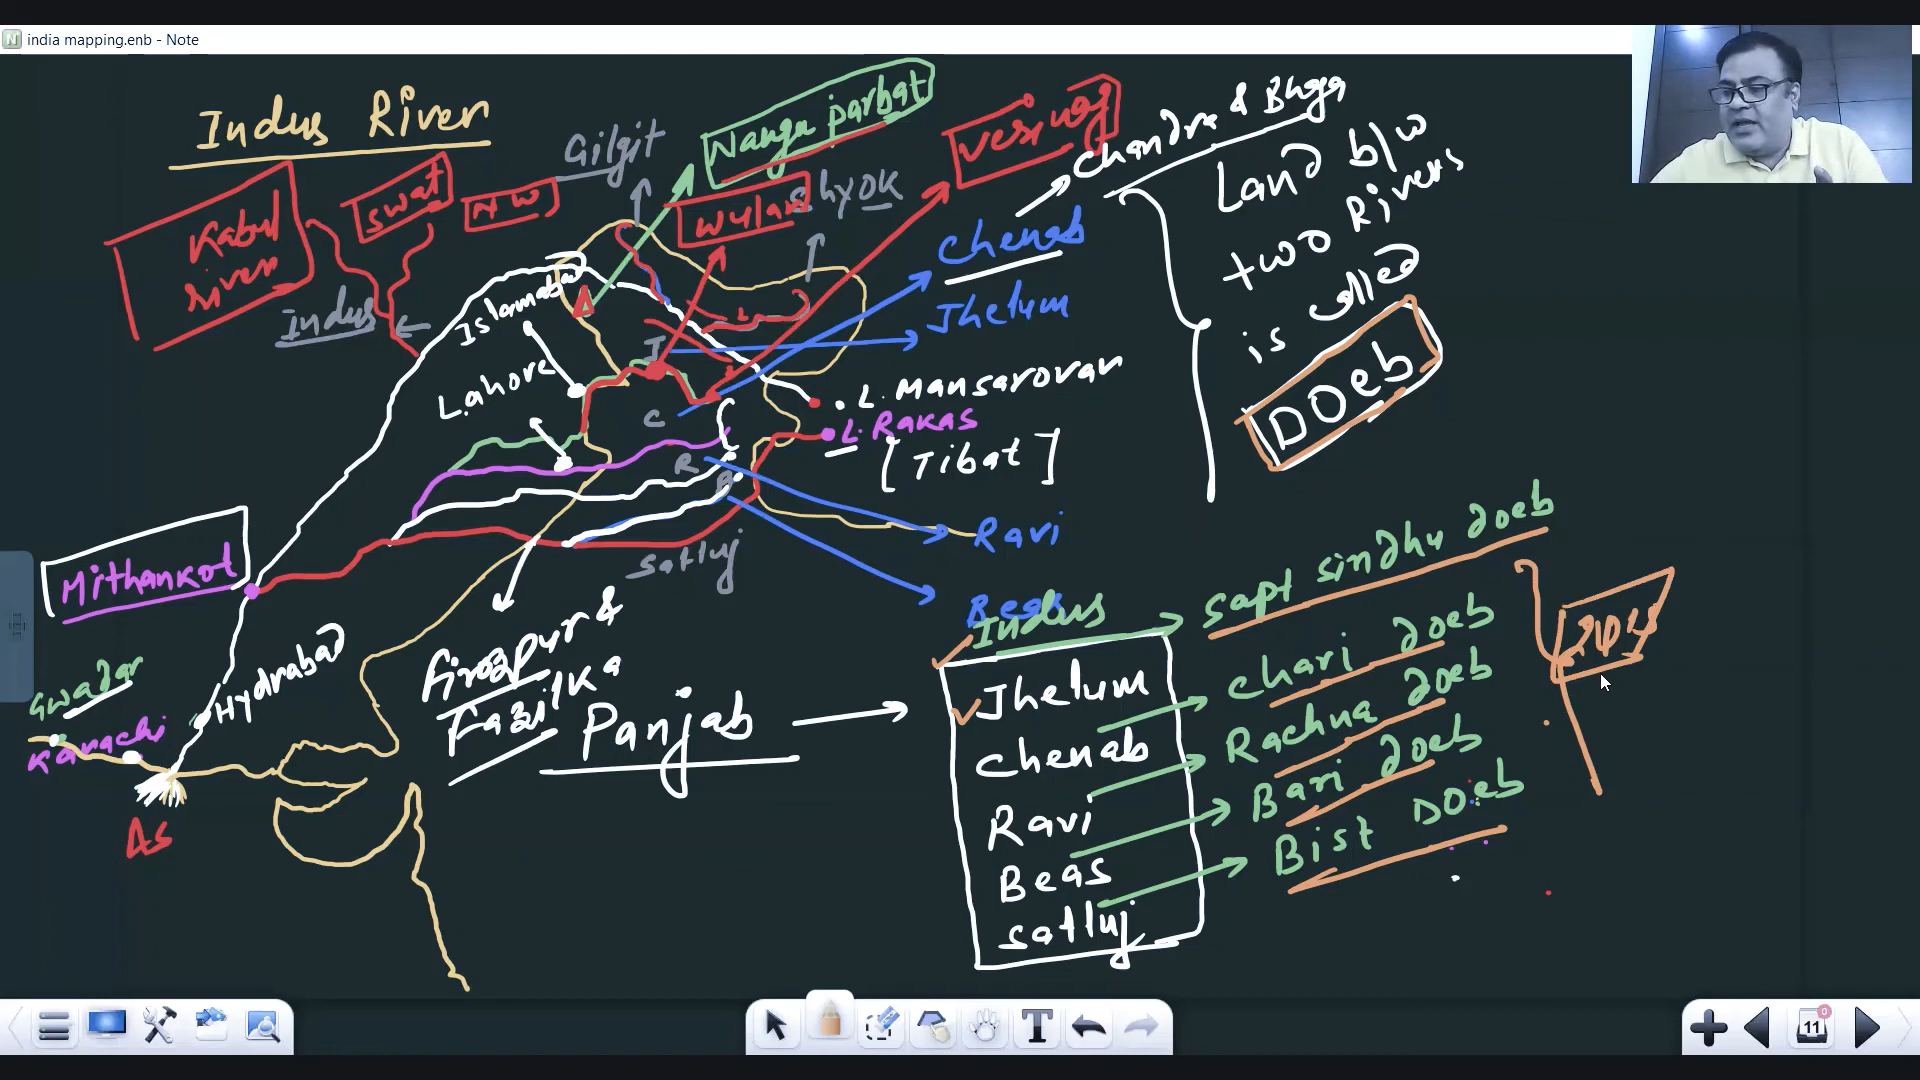 india mapping.enb - Note
Indus River
Gilgit
Nanga parbat
Verinag
Chandra & Bhaga
Kabul
river
Swat
Wular
Shyok
Chenab
Jhelum
Indus
Islamabad
Lahore
J
C
R
B
L. Mansarovar
L. Rakas
[Tibat]
Land b/w
two Rivers
is called
DOeb
Satluj
Ravi
Beas
Mithankot
Hydrabad
Gwadar
Karachi
As
firozpur &
Fazilka
Panjab
Indus
Jhelum
Chenab
Ravi
Beas
Satluj
Sapt sindhu doeb
Chari doeb
Rachna doeb
Bari doeb
Bist DOeb
T
11
0